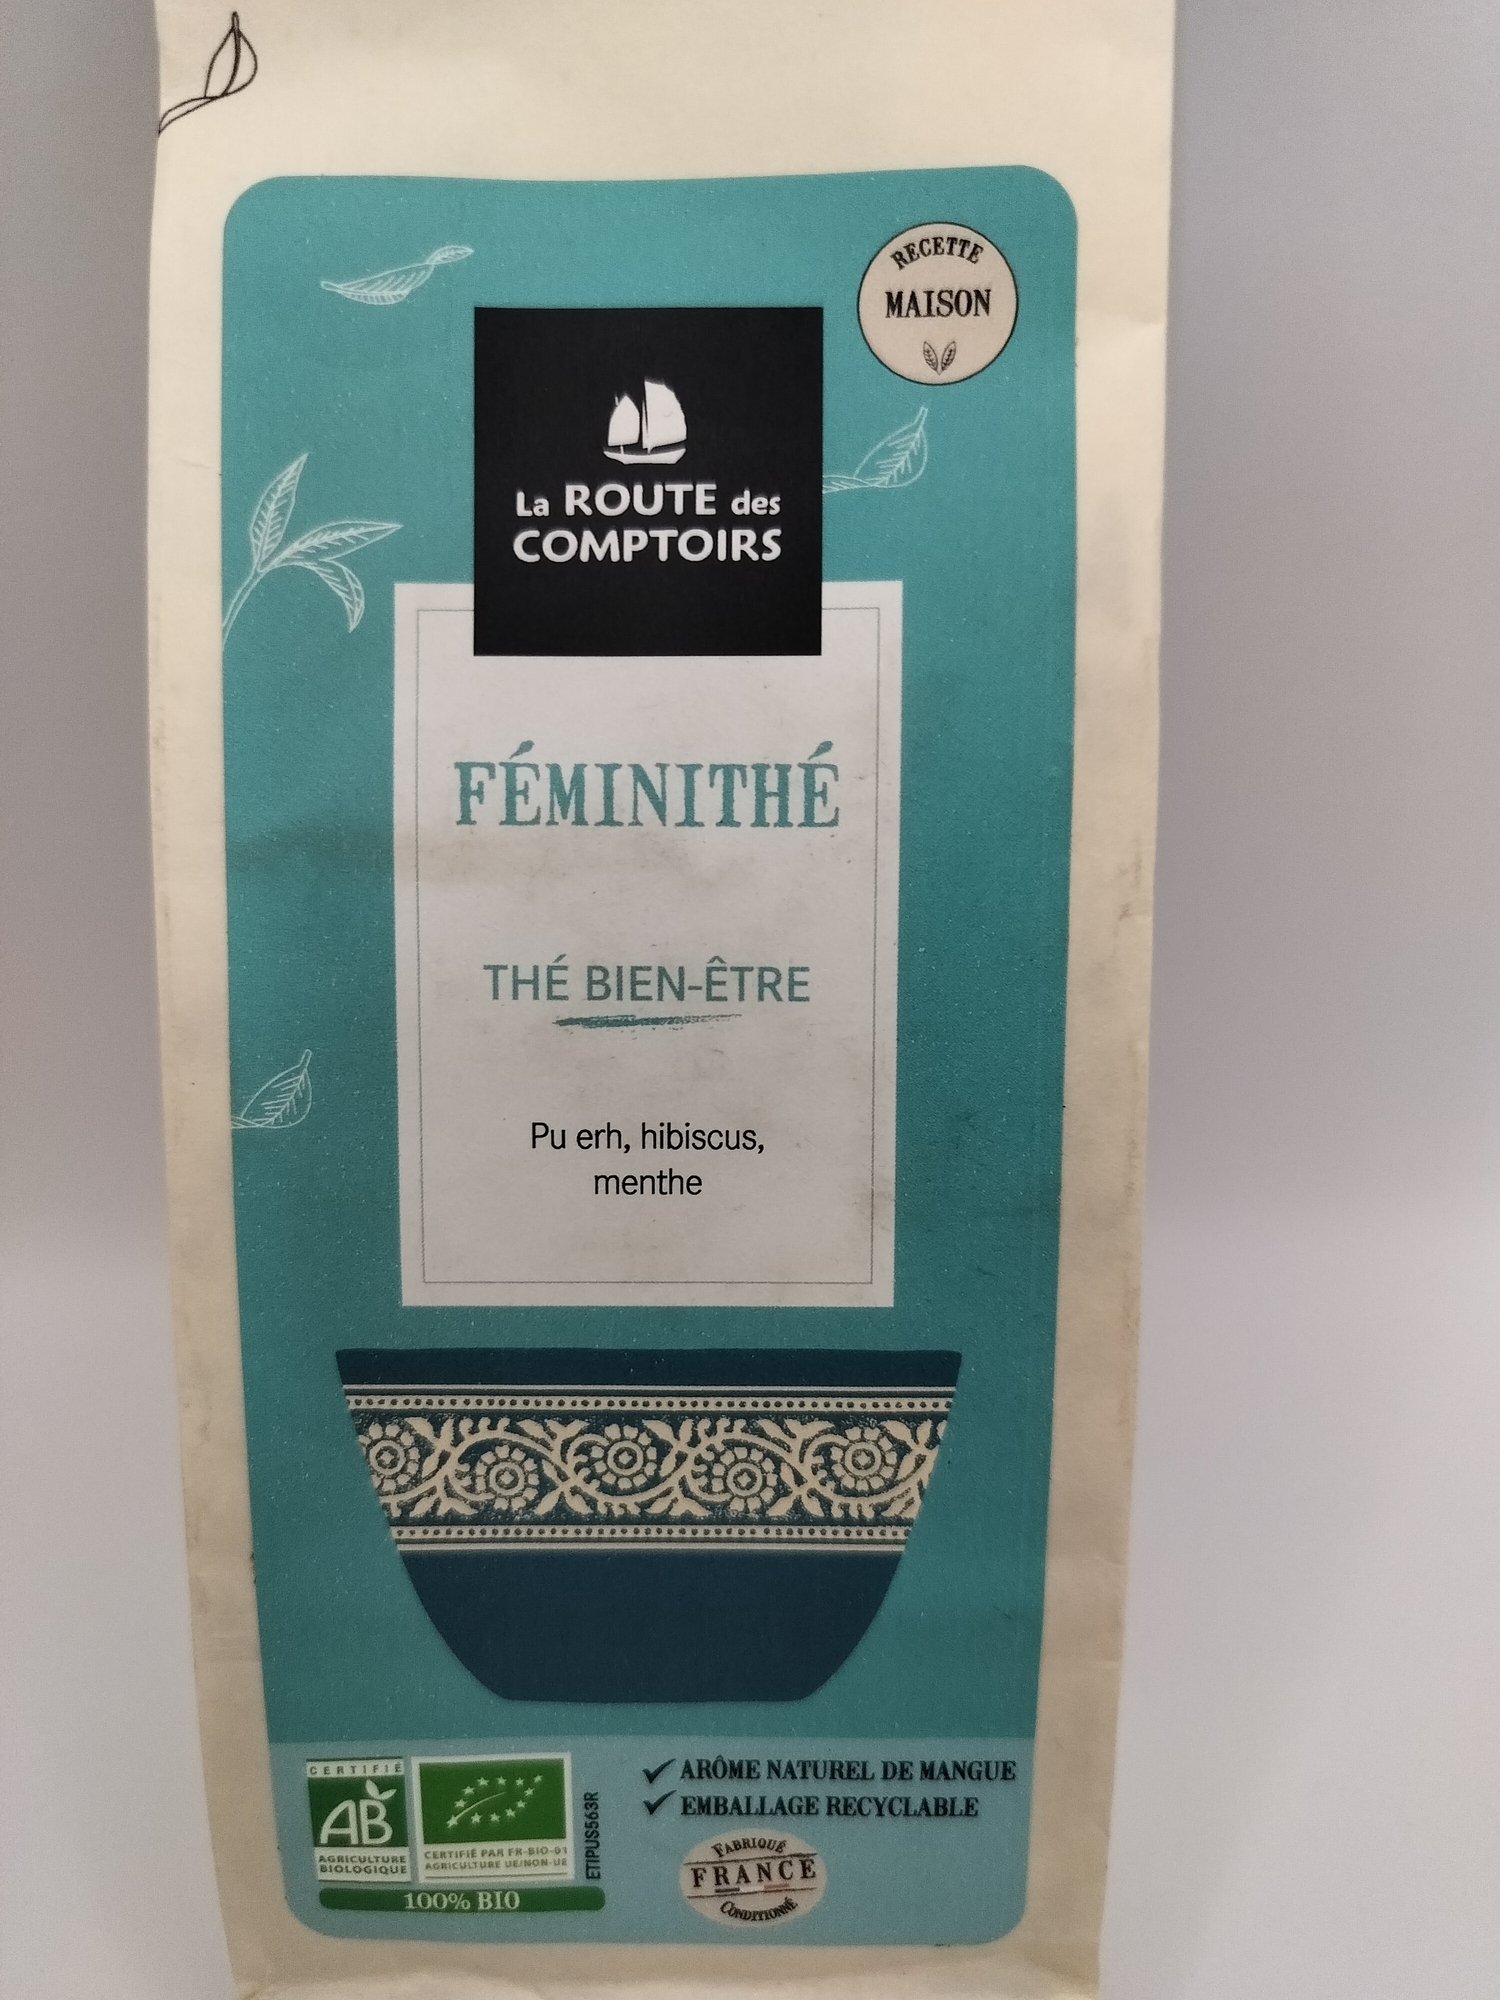 RECETTE
MAISON
La ROUTE des
COMPTOIRS
FÉMINITHÉ
THÉ BIEN-ÊTRE
Pu erh, hibiscus,
menthe
CERTIFIÉ
AB
AGRICULTURE
BIOLOGIQUE
CERTIFIÉ PAR FR-BIO-01
AGRICULTURE UE/NON-UE
100% BIO
ETIPUS563R
ARÔME NATUREL DE MANGUE
EMBALLAGE RECYCLABLE
FABRIQUÉ
FRANCE
CONDITIONNÉ